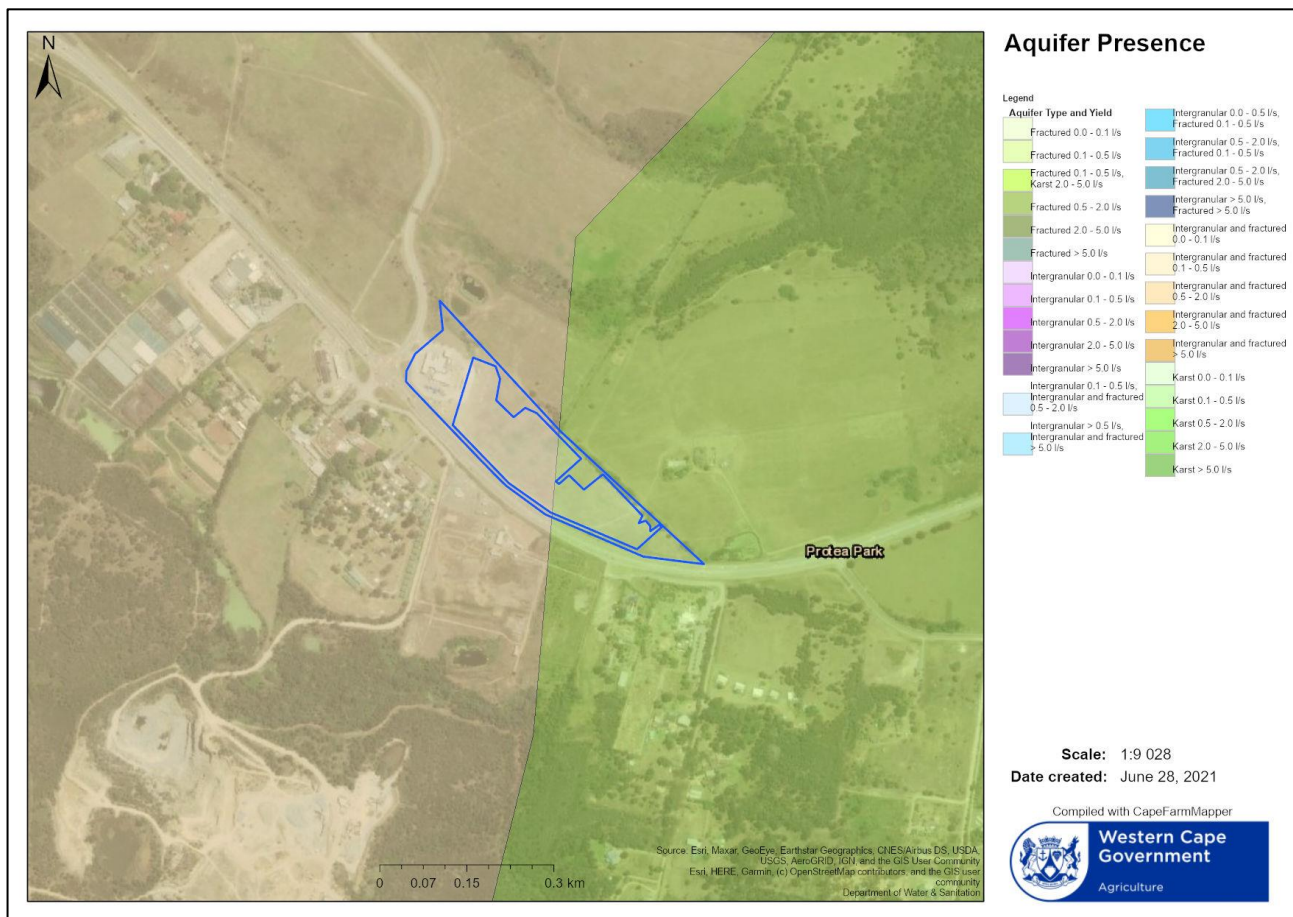 N
Protea Park
0 0.07 0.15 0.3 km
Source: Esri, Maxar, GeoEye, Earthstar Geographics, CNES/Airbus DS, USDA,
USGS, AeroGRID, IGN, and the GIS User Community
Esri, HERE, Garmin, (c) OpenStreetMap contributors, and the GIS user
community
Department of Water & Sanitation
Aquifer Presence
Legend
Aquifer Type and Yield
Fractured 0.0 - 0.1 l/s
Fractured 0.1 - 0.5 l/s
Fractured 0.1 - 0.5 l/s,
Karst 2.0 - 5.0 l/s
Fractured 0.5 - 2.0 l/s
Fractured 2.0 - 5.0 l/s
Fractured > 5.0 l/s
Intergranular 0.0 - 0.1 l/s
Intergranular 0.1 - 0.5 l/s
Intergranular 0.5 - 2.0 l/s
Intergranular 2.0 - 5.0 l/s
Intergranular > 5.0 l/s
Intergranular 0.1 - 0.5 l/s,
Intergranular and fractured
0.5 - 2.0 l/s
Intergranular > 0.5 l/s,
Intergranular and fractured
> 5.0 l/s
Intergranular 0.0 - 0.5 l/s,
Fractured 0.1 - 0.5 l/s
Intergranular 0.5 - 2.0 l/s,
Fractured 0.1 - 0.5 l/s
Intergranular 0.5 - 2.0 l/s,
Fractured 2.0 - 5.0 l/s
Intergranular > 5.0 l/s,
Fractured > 5.0 l/s
Intergranular and fractured
0.0 - 0.1 l/s
Intergranular and fractured
0.1 - 0.5 l/s
Intergranular and fractured
0.5 - 2.0 l/s
Intergranular and fractured
2.0 - 5.0 l/s
Intergranular and fractured
> 5.0 l/s
Karst 0.0 - 0.1 l/s
Karst 0.1 - 0.5 l/s
Karst 0.5 - 2.0 l/s
Karst 2.0 - 5.0 l/s
Karst > 5.0 l/s
Scale: 1:9 028
Date created: June 28, 2021
Compiled with CapeFarmMapper
Western Cape
Government
Agriculture